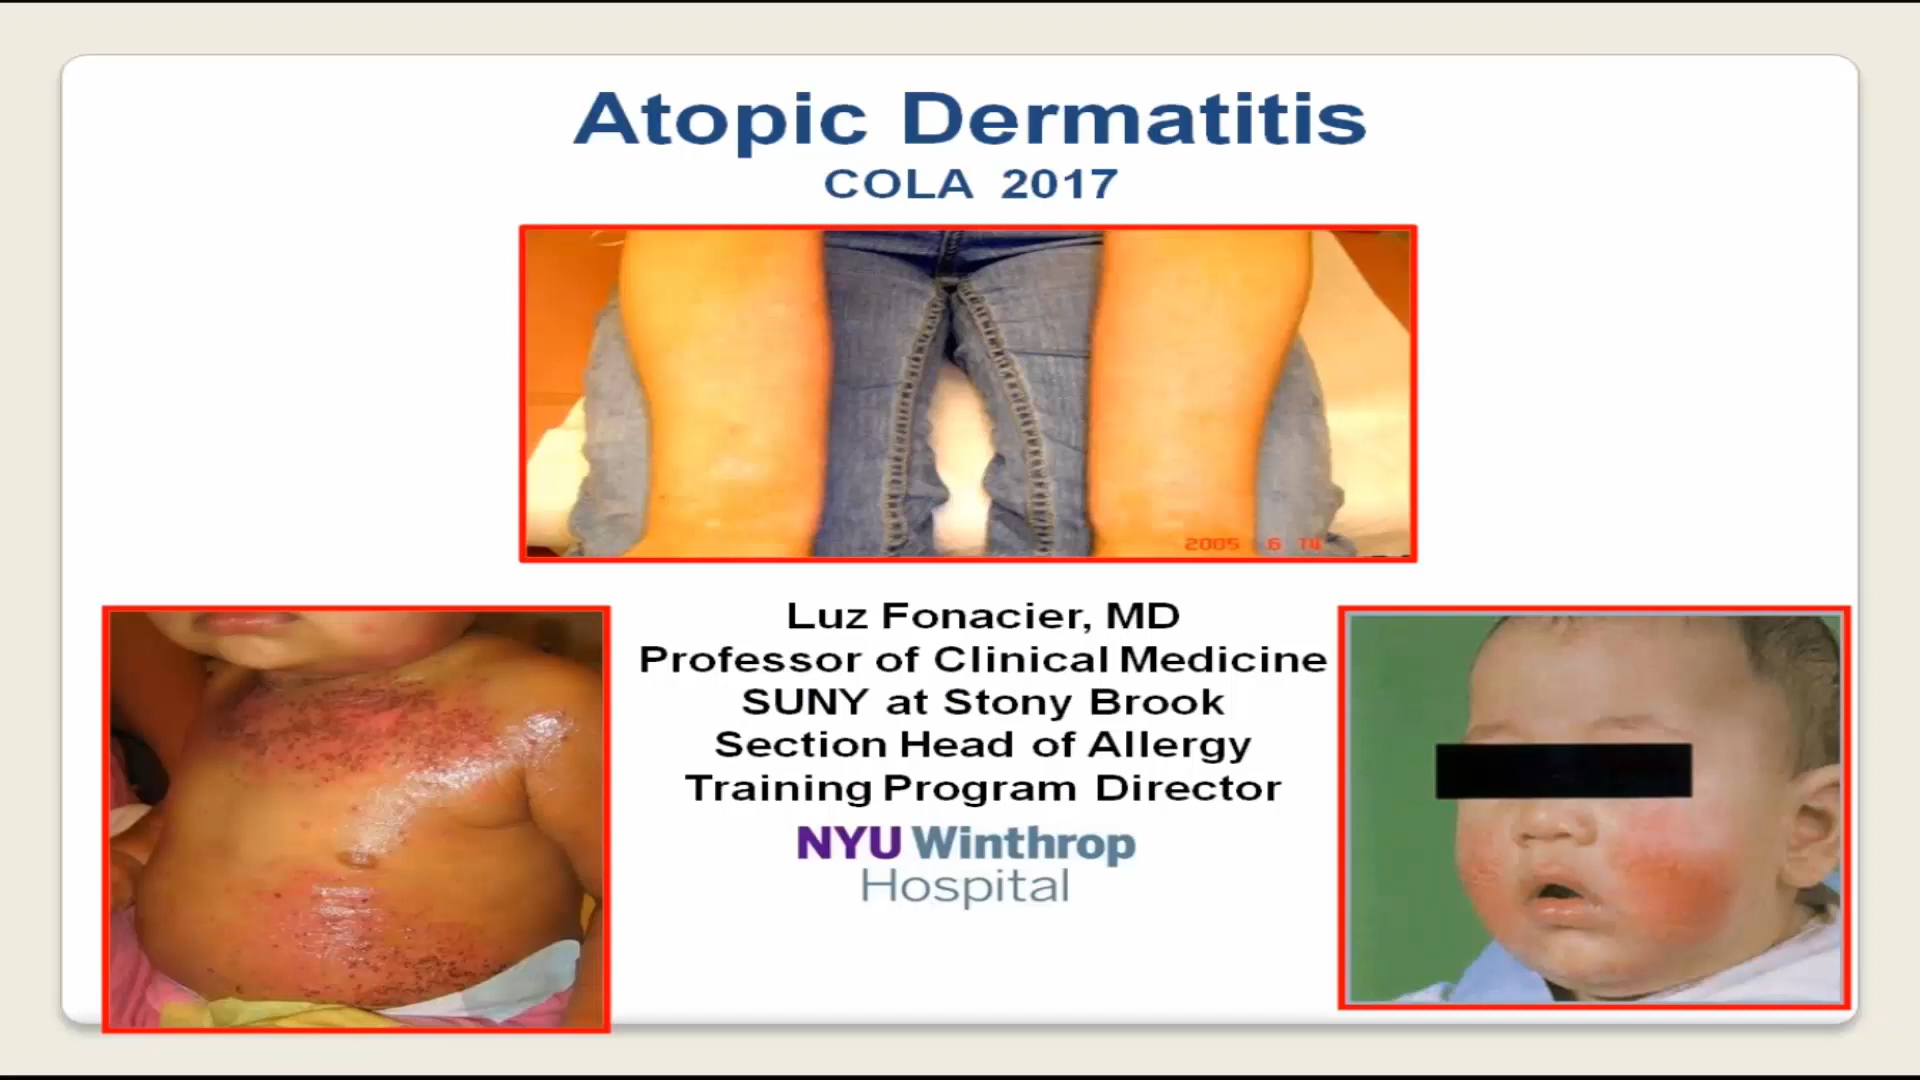 Atopic Dermatitis
COLA 2017
2005 6 14
Luz Fonacier, MD
Professor of Clinical Medicine
SUNY at Stony Brook
Section Head of Allergy
Training Program Director
NYU Winthrop
Hospital